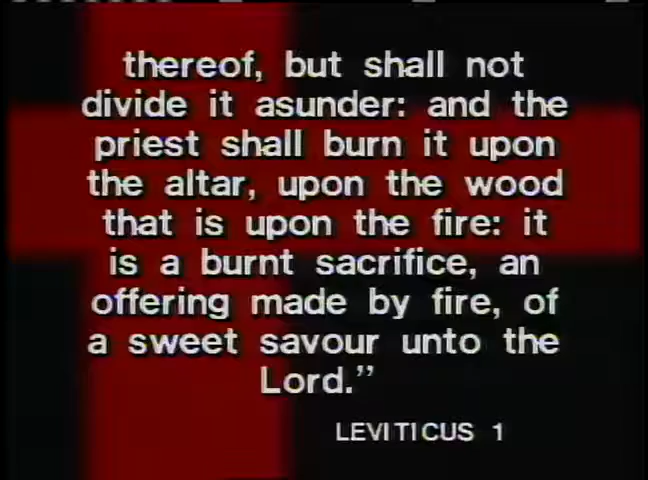 thereof, but shall not
divide it asunder: and the
priest shall burn it upon
the altar, upon the wood
that is upon the fire: it
is a burnt sacrifice, an
offering made by fire, of
a sweet savour unto the
Lord.”
LEVITICUS 1